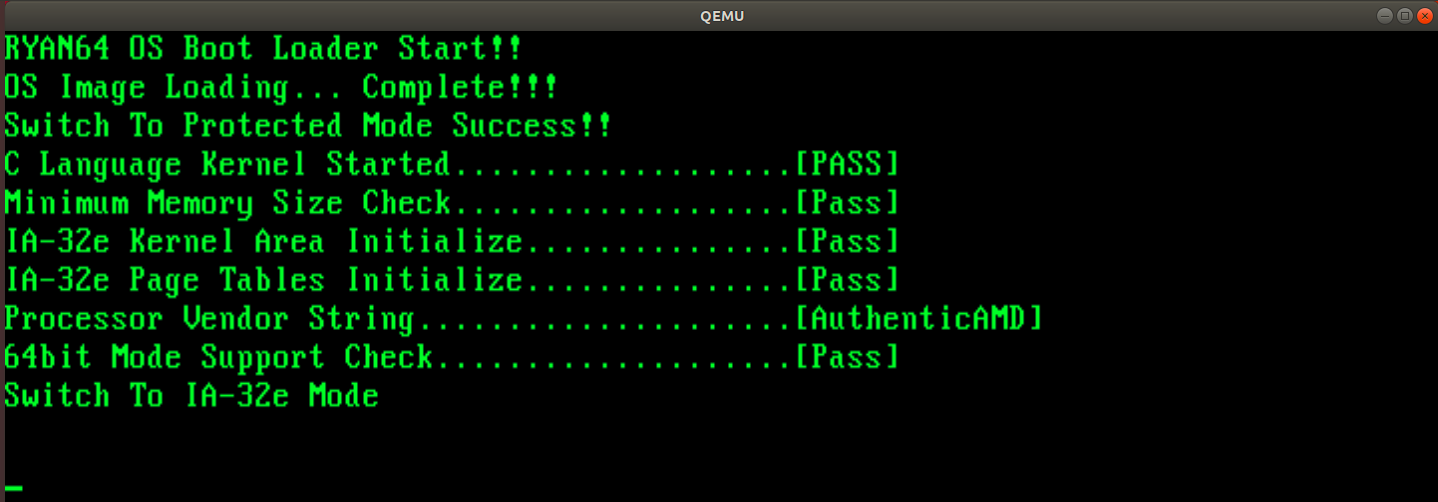 QEMU
RYAN64 OS Boot Loader Start!!
OS Image Loading... Complete!!!
Switch To Protected Mode Success!!
C Language Kernel Started...................[PASS]
Minimum Memory Size Check...................[Pass]
IA-32e Kernel Area Initialize...............[Pass]
IA-32e Page Tables Initialize...............[Pass]
Processor Vendor String.....................[AuthenticAMD]
64bit Mode Support Check....................[Pass]
Switch To IA-32e Mode